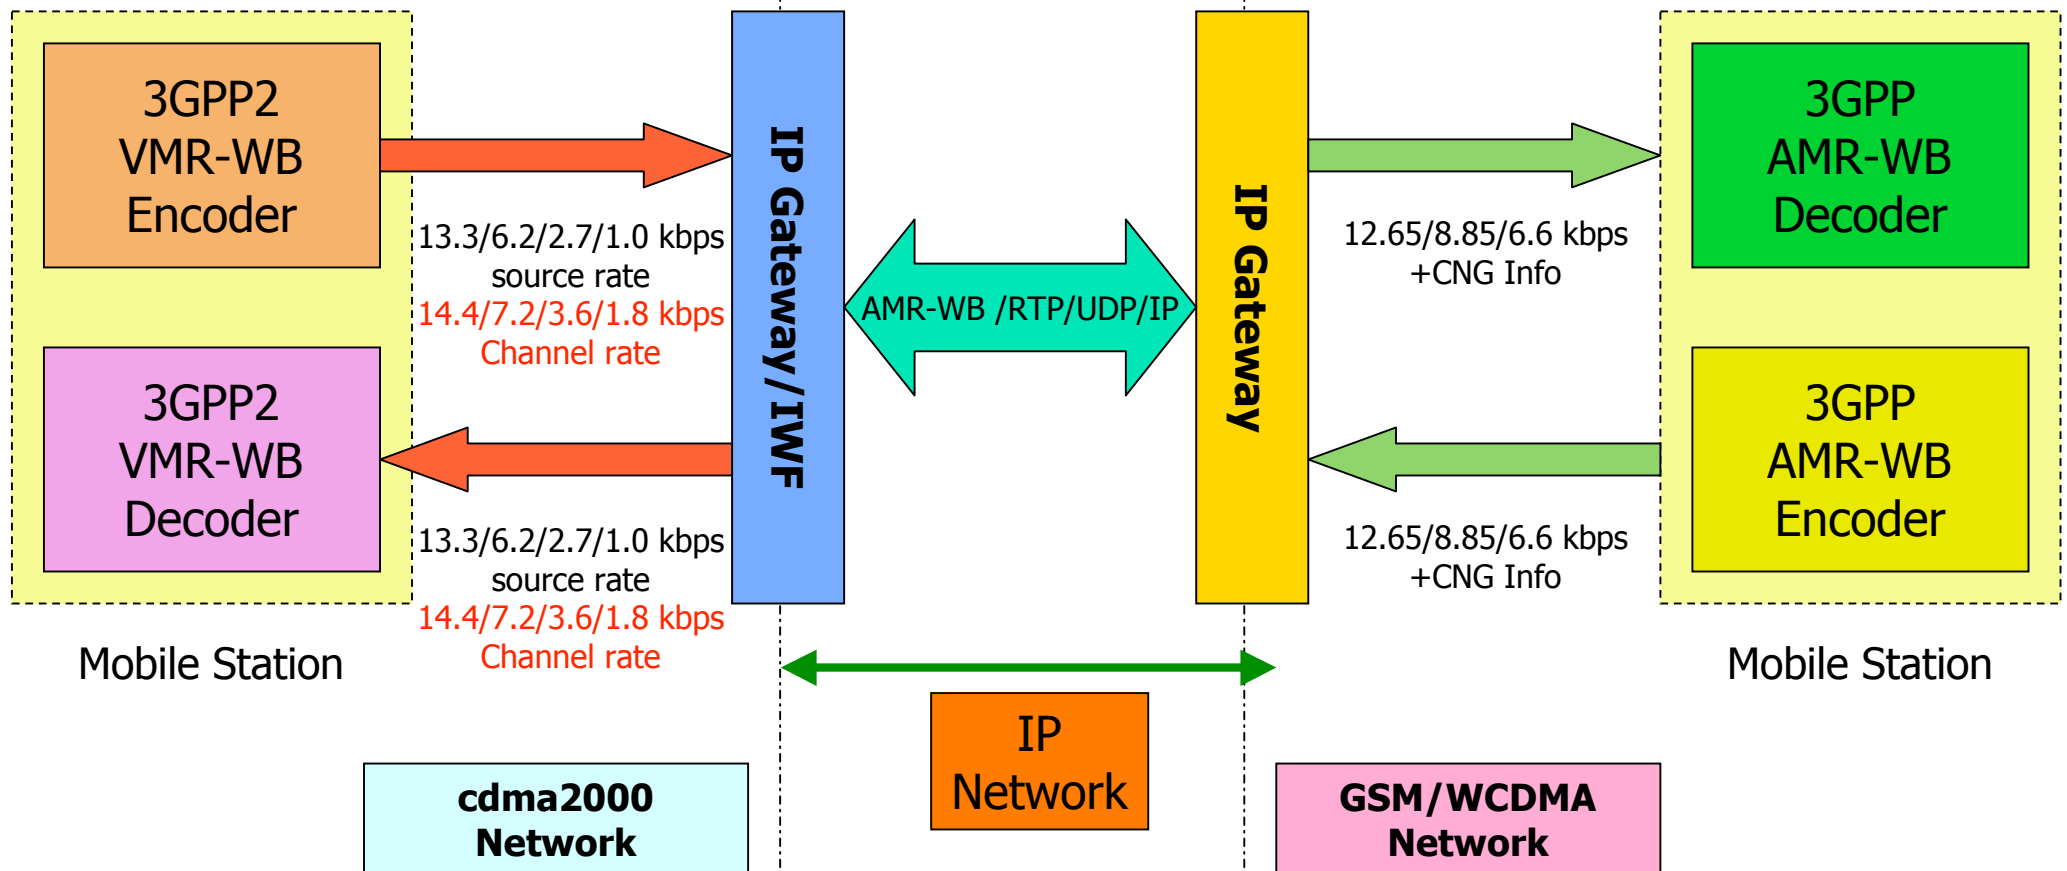 3GPP2
VMR-WB
Encoder
13.3/6.2/2.7/1.0 kbps
source rate
14.4/7.2/3.6/1.8 kbps
Channel rate
3GPP2
VMR-WB
Decoder
13.3/6.2/2.7/1.0 kbps
source rate
14.4/7.2/3.6/1.8 kbps
Channel rate
Mobile Station
IP Gateway/IWF
AMR-WB /RTP/UDP/IP
IP Gateway
12.65/8.85/6.6 kbps
+CNG Info
3GPP
AMR-WB
Decoder
12.65/8.85/6.6 kbps
+CNG Info
3GPP
AMR-WB
Encoder
Mobile Station
cdma2000
Network
IP
Network
GSM/WCDMA
Network